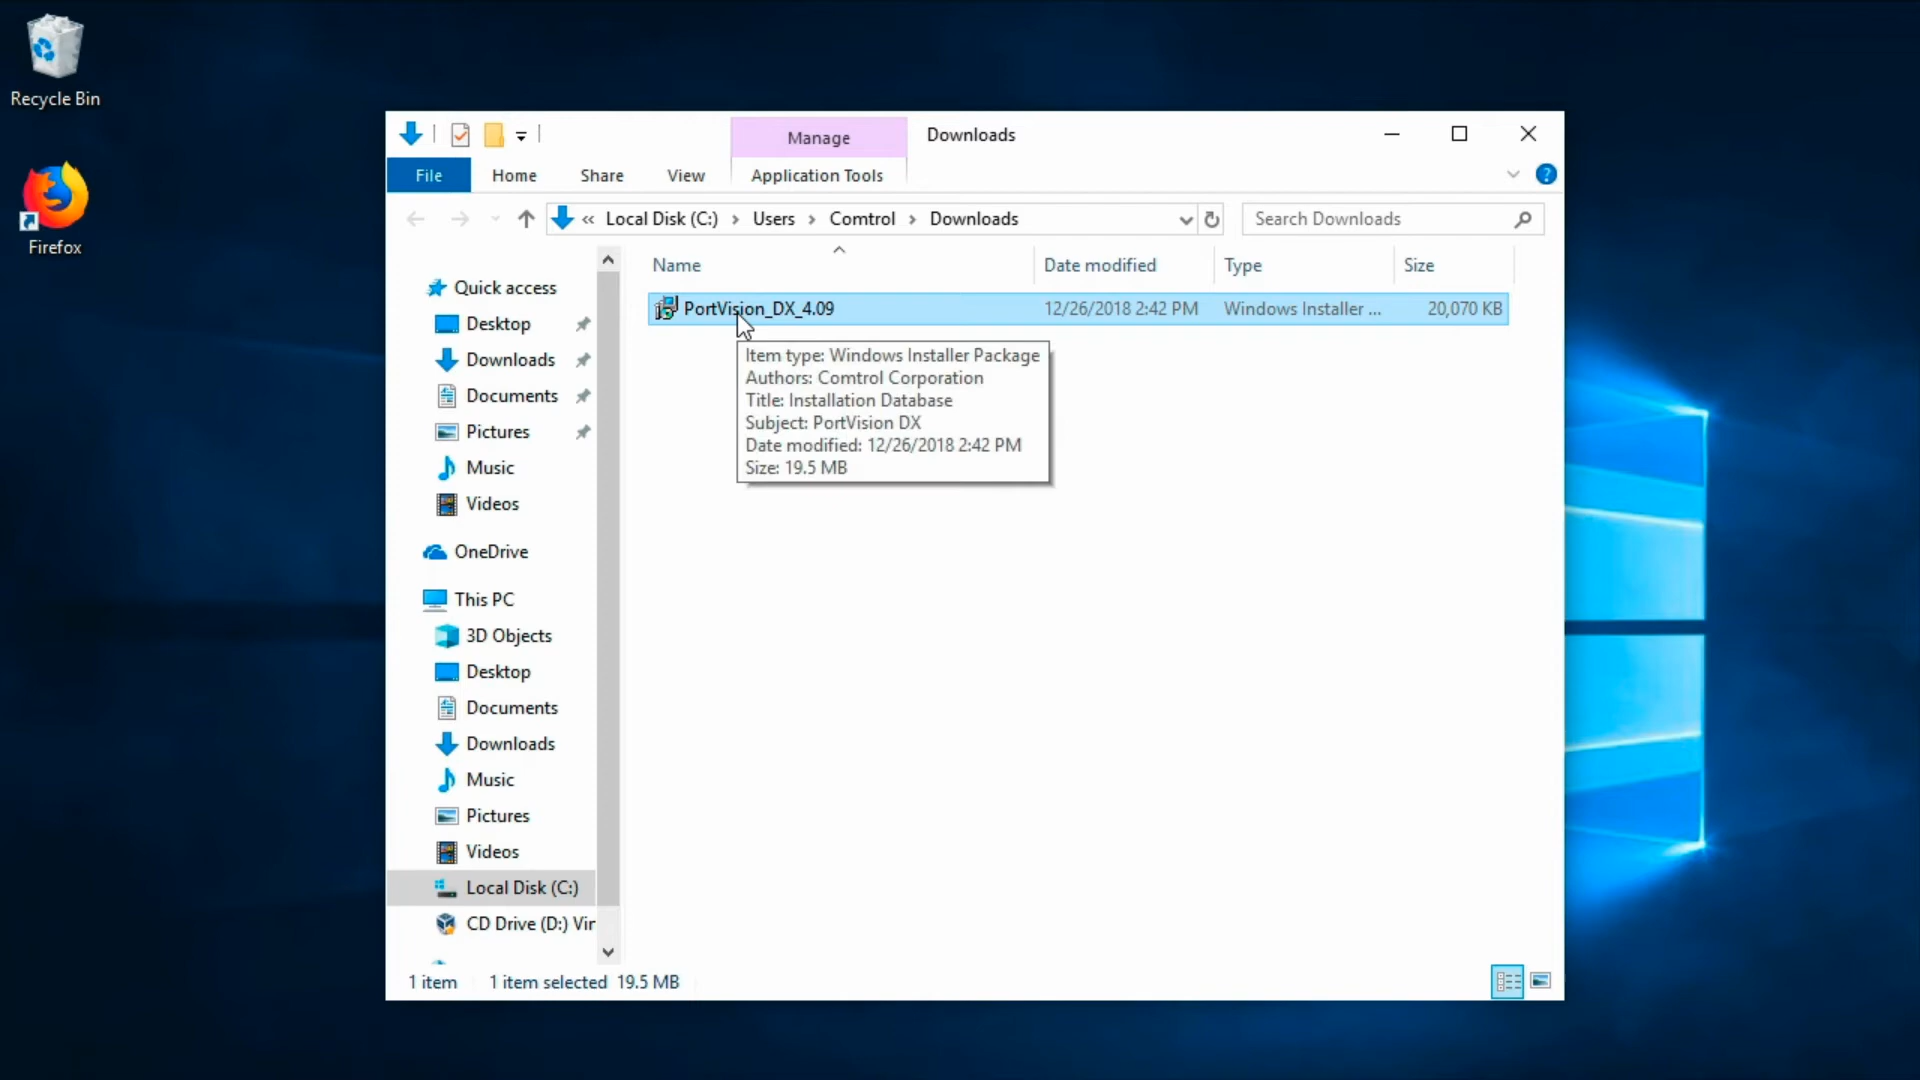 Recycle Bin
Firefox
Manage
Downloads
File
Home
Share
View
Application Tools
?
« Local Disk (C:) > Users > Comtrol > Downloads
Search Downloads
Name
Date modified
Type
Size
PortVision_DX_4.09
12/26/2018 2:42 PM
Windows Installer ...
20,070 KB
Item type: Windows Installer Package
Authors: Comtrol Corporation
Title: Installation Database
Subject: PortVision DX
Date modified: 12/26/2018 2:42 PM
Size: 19.5 MB
Quick access
Desktop
Downloads
Documents
Pictures
Music
Videos
OneDrive
This PC
3D Objects
Desktop
Documents
Downloads
Music
Pictures
Videos
Local Disk (C:)
CD Drive (D:) Vir
1 item
1 item selected 19.5 MB